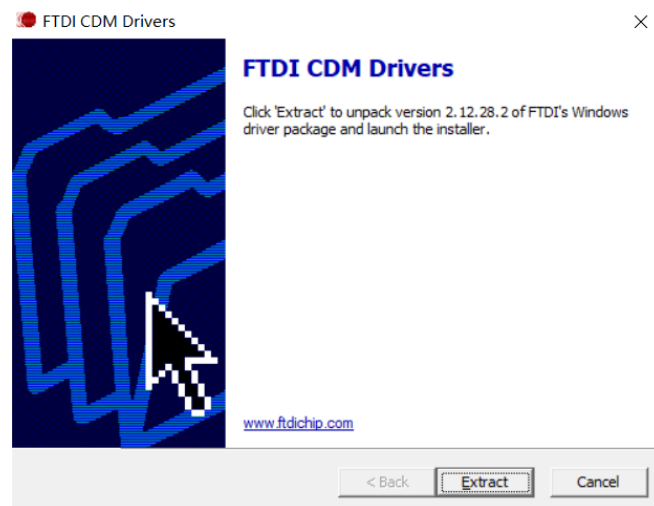 FTDI CDM Drivers
FTDI CDM Drivers
Click 'Extract' to unpack version 2.12.28.2 of FTDI's Windows
driver package and launch the installer.
www.ftdichip.com
< Back Extract Cancel